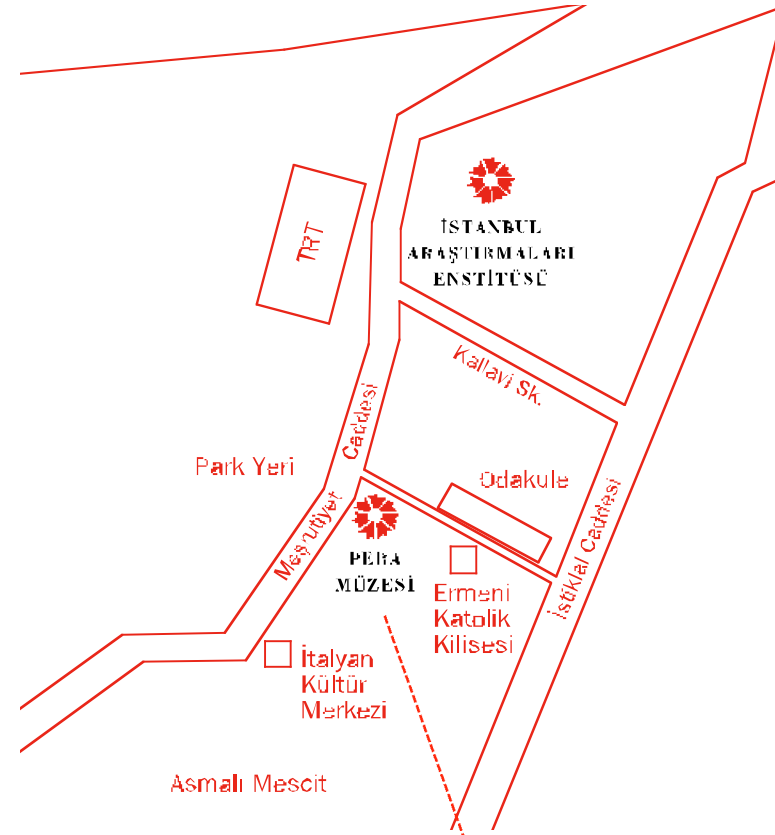 İSTANBUL
ARAŞTIRMALARI
ENSTİTÜSÜ
TRT
Kallavi Sk.
Meşrutiyet Caddesi
Park Yeri
Odakule
İstiklal Caddesi
PERA
MÜZESİ
Ermeni
Katolik
Kilisesi
İtalyan
Kültür
Merkezi
Asmalı Mescit